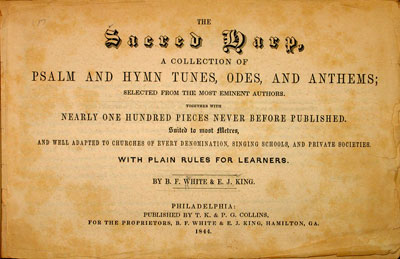 THE
Sacred Harp,
A COLLECTION OF
PSALM AND HYMN TUNES, ODES, AND ANTHEMS;
SELECTED FROM THE MOST EMINENT AUTHORS.
TOGETHER WITH
NEARLY ONE HUNDRED PIECES NEVER BEFORE PUBLISHED.
Suited to most Metres,
AND WELL ADAPTED TO CHURCHES OF EVERY DENOMINATION, SINGING SCHOOLS, AND PRIVATE SOCIETIES.
WITH PLAIN RULES FOR LEARNERS.
BY B. F. WHITE & E. J. KING.
PHILADELPHIA:
PUBLISHED BY T. K. & P. G. COLLINS,
FOR THE PROPRIETORS, B. F. WHITE & E. J. KING, HAMILTON, GA.
1844.